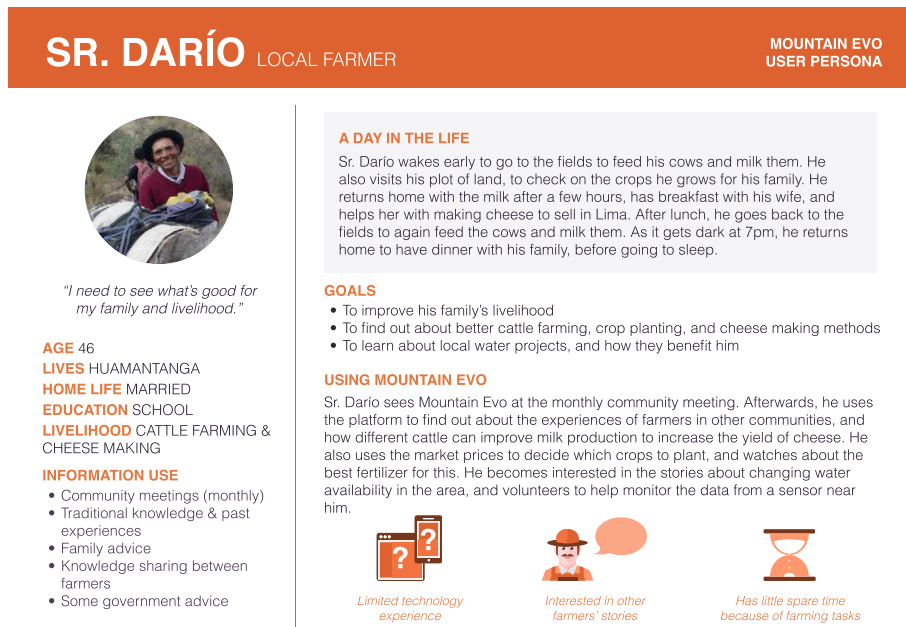 SR. DARÍO LOCAL FARMER
MOUNTAIN EVO
USER PERSONA
“I need to see what’s good for
my family and livelihood.”
AGE 46
LIVES HUAMANTANGA
HOME LIFE MARRIED
EDUCATION SCHOOL
LIVELIHOOD CATTLE FARMING &
CHEESE MAKING
INFORMATION USE
• Community meetings (monthly)
• Traditional knowledge & past
experiences
• Family advice
• Knowledge sharing between
farmers
• Some government advice
A DAY IN THE LIFE
Sr. Darío wakes early to go to the fields to feed his cows and milk them. He
also visits his plot of land, to check on the crops he grows for his family. He
returns home with the milk after a few hours, has breakfast with his wife, and
helps her with making cheese to sell in Lima. After lunch, he goes back to the
fields to again feed the cows and milk them. As it gets dark at 7pm, he returns
home to have dinner with his family, before going to sleep.
GOALS
• To improve his family’s livelihood
• To find out about better cattle farming, crop planting, and cheese making methods
• To learn about local water projects, and how they benefit him
USING MOUNTAIN EVO
Sr. Darío sees Mountain Evo at the monthly community meeting. Afterwards, he uses
the platform to find out about the experiences of farmers in other communities, and
how different cattle can improve milk production to increase the yield of cheese. He
also uses the market prices to decide which crops to plant, and watches about the
best fertilizer for this. He becomes interested in the stories about changing water
availability in the area, and volunteers to help monitor the data from a sensor near
him.
? ?
Limited technology
experience
Interested in other
farmers’ stories
Has little spare time
because of farming tasks